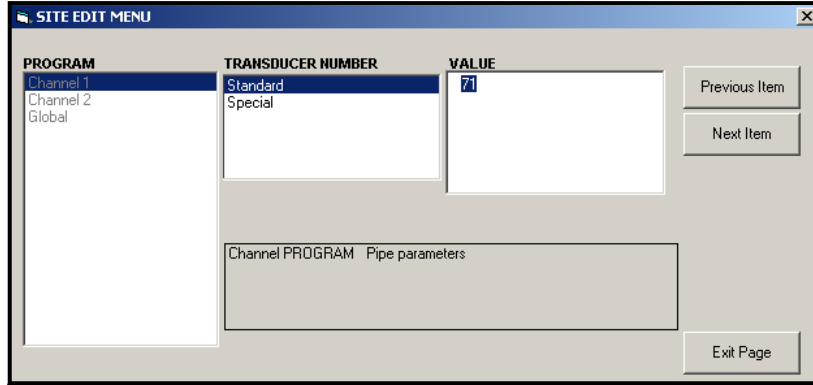 SITE EDIT MENU
PROGRAM
Channel 1
Channel 2
Global
TRANSDUCER NUMBER
Standard
Special
VALUE
71
Previous Item
Next Item
Channel PROGRAM Pipe parameters
Exit Page